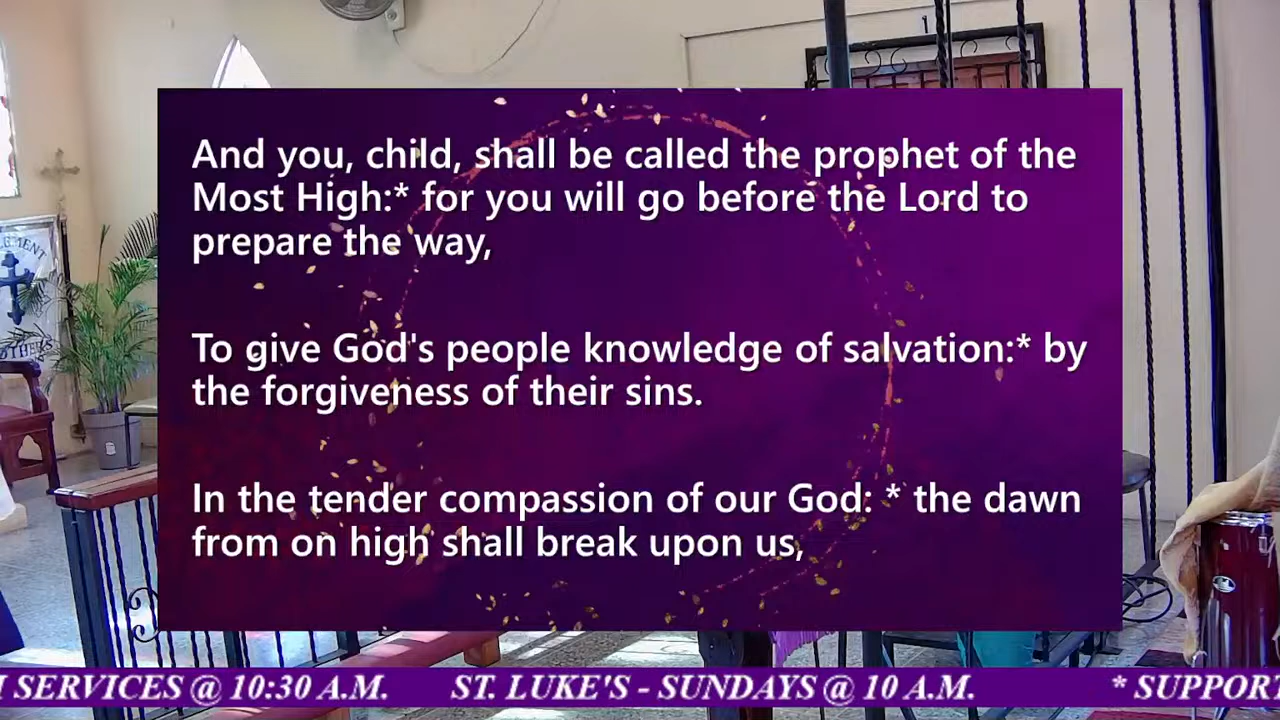 And you, child, shall be called the prophet of the
Most High:* for you will go before the Lord to
prepare the way,
To give God's people knowledge of salvation:* by
the forgiveness of their sins.
In the tender compassion of our God: * the dawn
from on high shall break upon us,
SERVICES @ 10:30 A.M. ST. LUKE'S - SUNDAYS @ 10 A.M. * SUPPORT